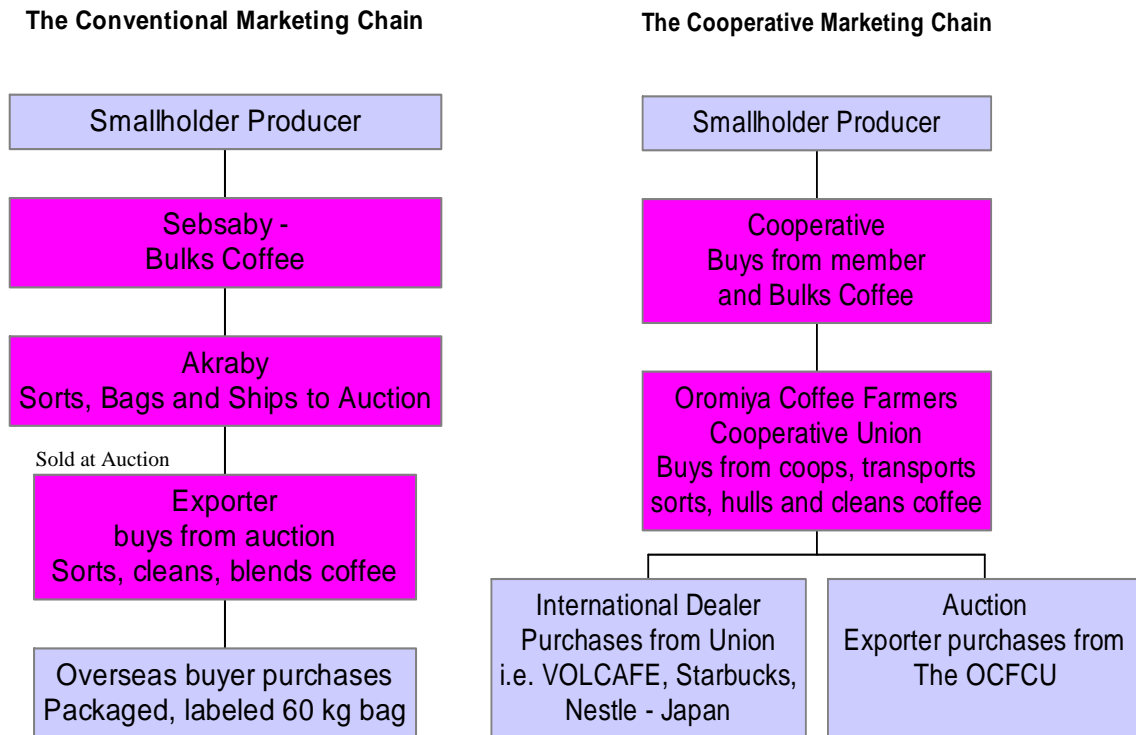 The Conventional Marketing Chain
Smallholder Producer
Sebsaby -
Bulks Coffee
Akraby
Sorts, Bags and Ships to Auction
Sold at Auction
Exporter
buys from auction
Sorts, cleans, blends coffee
Overseas buyer purchases
Packaged, labeled 60 kg bag
The Cooperative Marketing Chain
Smallholder Producer
Cooperative
Buys from member
and Bulks Coffee
Oromiya Coffee Farmers
Cooperative Union
Buys from coops, transports
sorts, hulls and cleans coffee
International Dealer
Purchases from Union
i.e. VOLCAFE, Starbucks,
Nestle - Japan
Auction
Exporter purchases from
The OCFCU